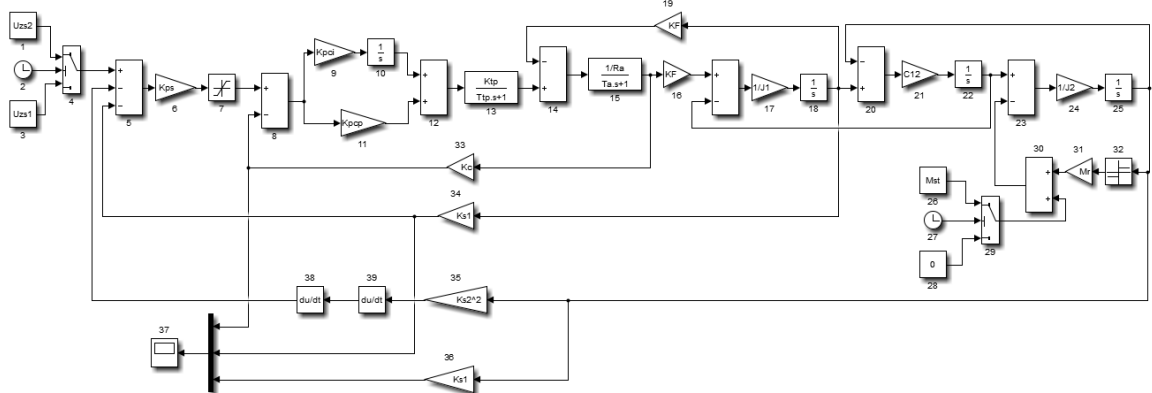 Uzs2
1
2
Uzs1
3
4
+
−
−
5
Kps
6
7
+
−
8
Kpci
9
1
s
10
Kpcp
11
+
+
12
Ktp
Ttp.s+1
13
−
+
14
1/Ra
Ta.s+1
15
KF
16
19
KF
+
−
1/J1
17
1
s
18
−
+
20
C12
21
1
s
22
+
−
23
1/J2
24
1
s
25
33
Kc
34
Ks1
30
+
+
31
Mr
32
Mst
26
27
0
28
29
38
du/dt
39
du/dt
35
Ks2^2
37
36
Ks1